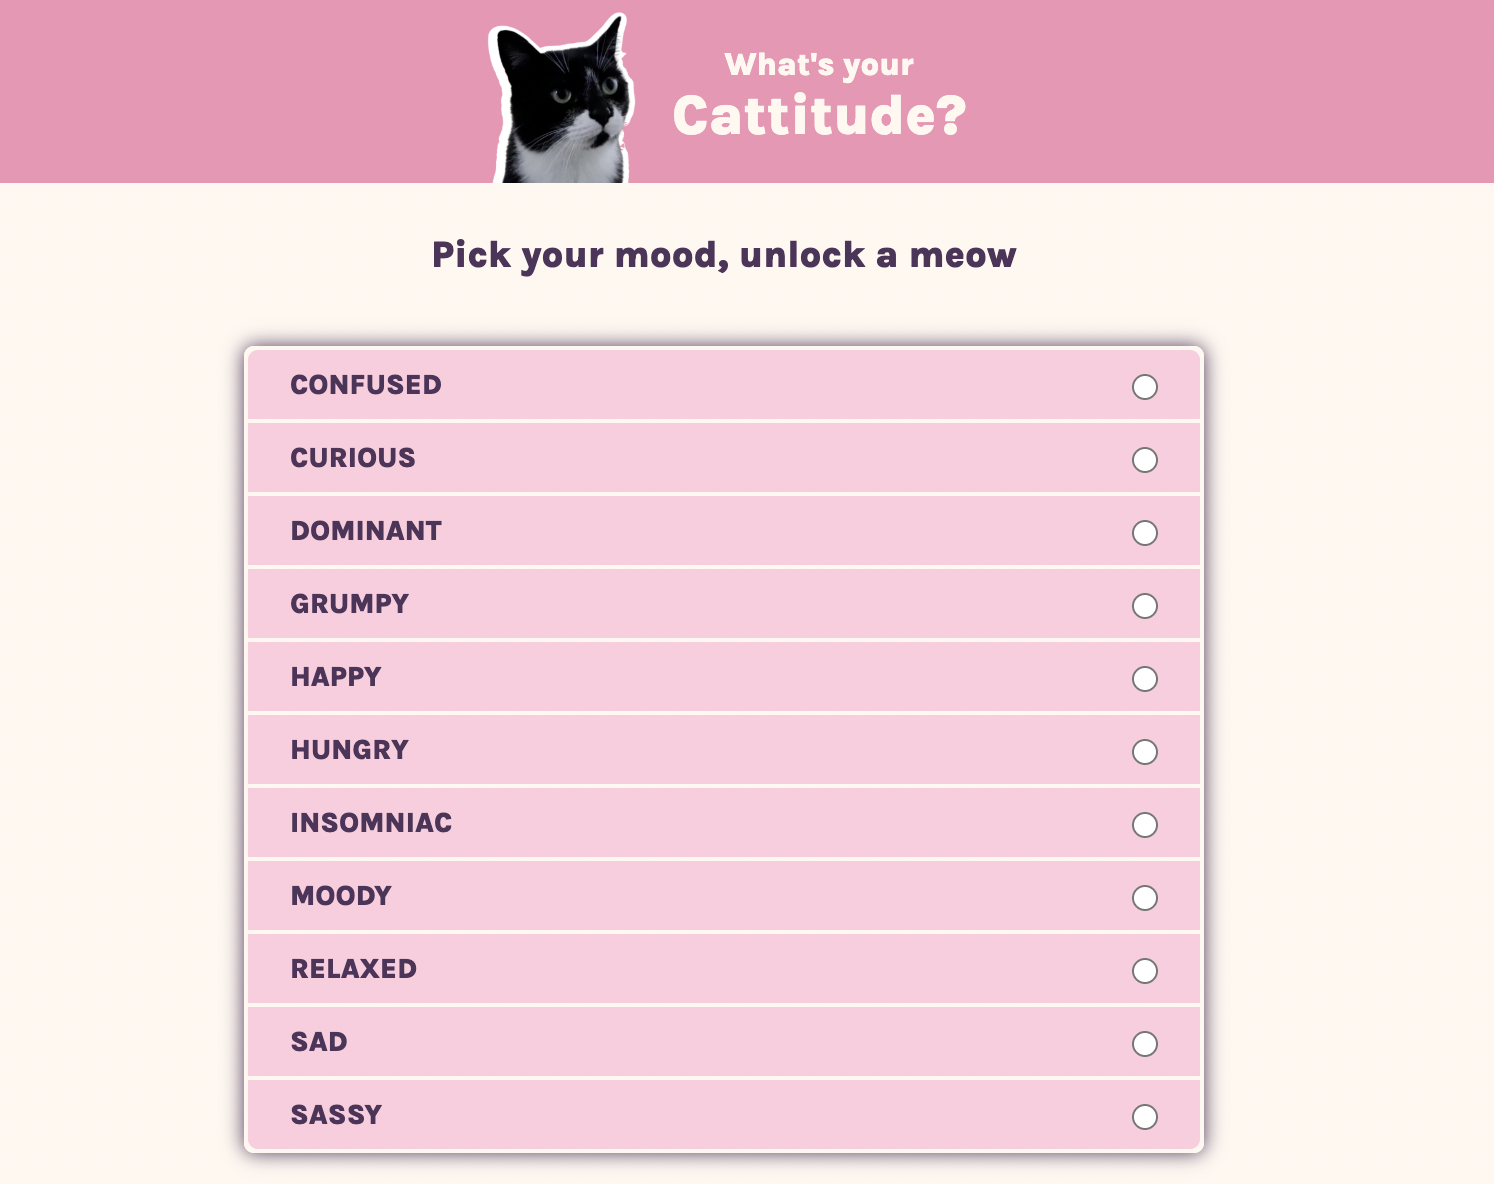 What's your
Cattitude?
Pick your mood, unlock a meow
CONFUSED
CURIOUS
DOMINANT
GRUMPY
HAPPY
HUNGRY
INSOMNIAC
MOODY
RELAXED
SAD
SASSY